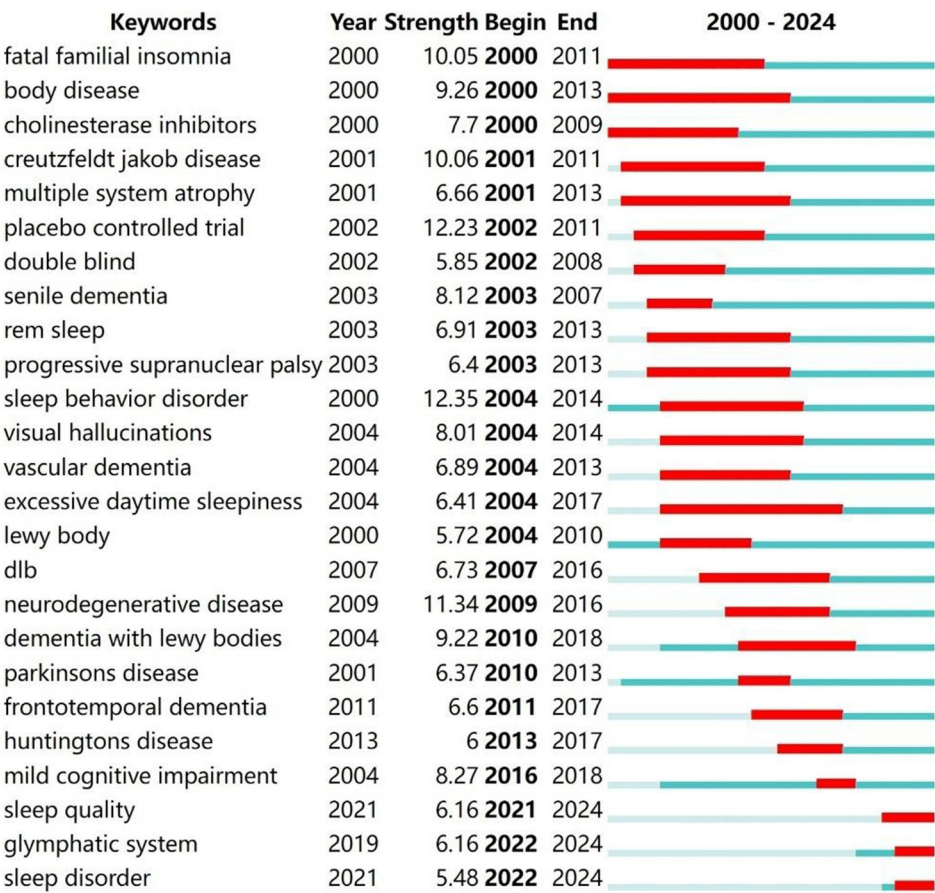 Keywords Year Strength Begin End 2000 - 2024
fatal familial insomnia 2000 10.05 2000 2011
body disease 2000 9.26 2000 2013
cholinesterase inhibitors 2000 7.7 2000 2009
creutzfeldt jakob disease 2001 10.06 2001 2011
multiple system atrophy 2001 6.66 2001 2013
placebo controlled trial 2002 12.23 2002 2011
double blind 2002 5.85 2002 2008
senile dementia 2003 8.12 2003 2007
rem sleep 2003 6.91 2003 2013
progressive supranuclear palsy 2003 6.4 2003 2013
sleep behavior disorder 2000 12.35 2004 2014
visual hallucinations 2004 8.01 2004 2014
vascular dementia 2004 6.89 2004 2013
excessive daytime sleepiness 2004 6.41 2004 2017
lewy body 2000 5.72 2004 2010
dlb 2007 6.73 2007 2016
neurodegenerative disease 2009 11.34 2009 2016
dementia with lewy bodies 2004 9.22 2010 2018
parkinsons disease 2001 6.37 2010 2013
frontotemporal dementia 2011 6.6 2011 2017
huntingtons disease 2013 6 2013 2017
mild cognitive impairment 2004 8.27 2016 2018
sleep quality 2021 6.16 2021 2024
glymphatic system 2019 6.16 2022 2024
sleep disorder 2021 5.48 2022 2024